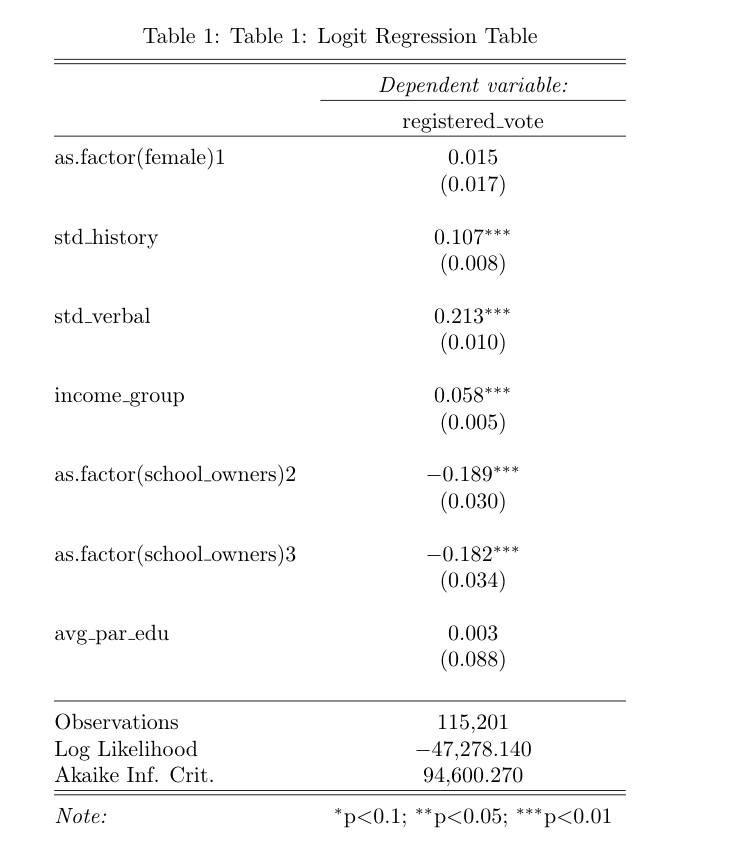 Table 1: Table 1: Logit Regression Table
Dependent variable:
registered_vote
as.factor(female)1 0.015
(0.017)
std_history 0.107***
(0.008)
std_verbal 0.213***
(0.010)
income_group 0.058***
(0.005)
as.factor(school_owners)2 −0.189***
(0.030)
as.factor(school_owners)3 −0.182***
(0.034)
avg_par_edu 0.003
(0.088)
Observations 115,201
Log Likelihood −47,278.140
Akaike Inf. Crit. 94,600.270
Note: *p<0.1; **p<0.05; ***p<0.01